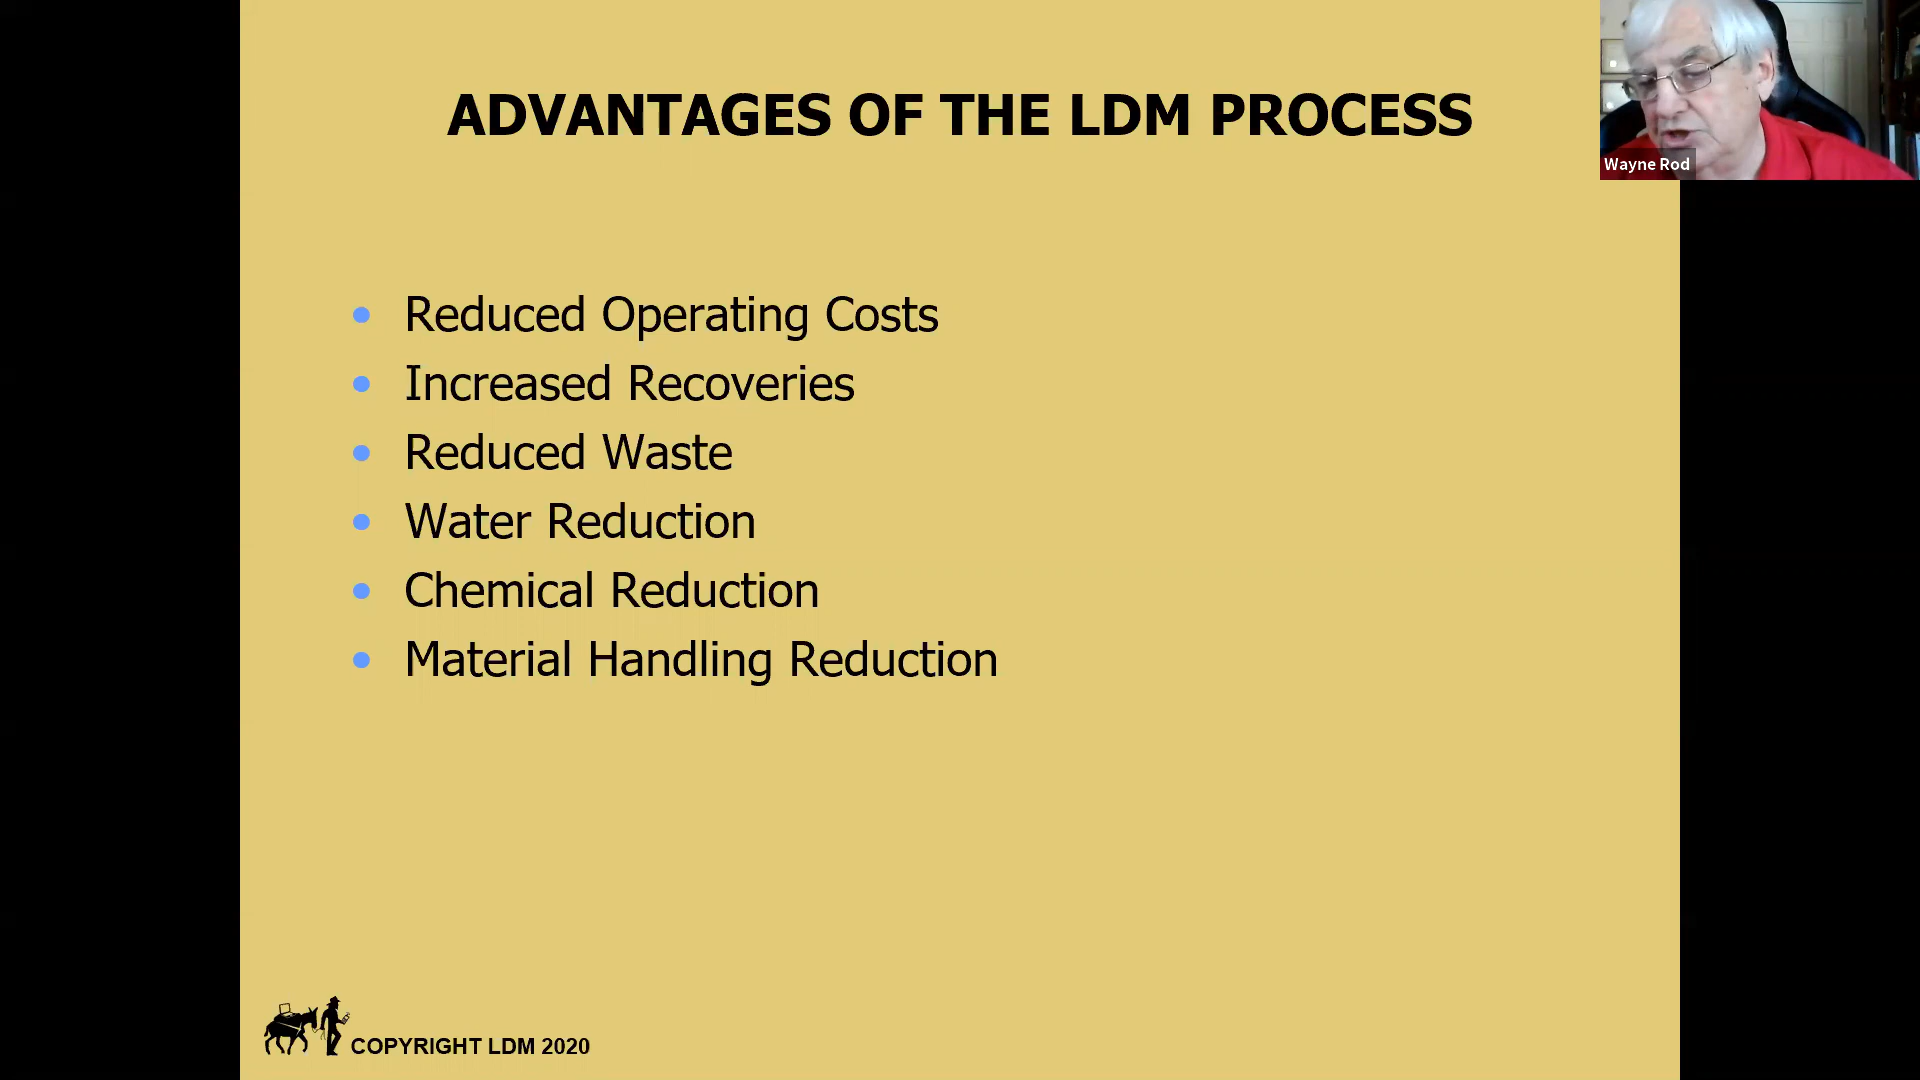 ADVANTAGES OF THE LDM PROCESS
Wayne Rod
• Reduced Operating Costs
• Increased Recoveries
• Reduced Waste
• Water Reduction
• Chemical Reduction
• Material Handling Reduction
COPYRIGHT LDM 2020